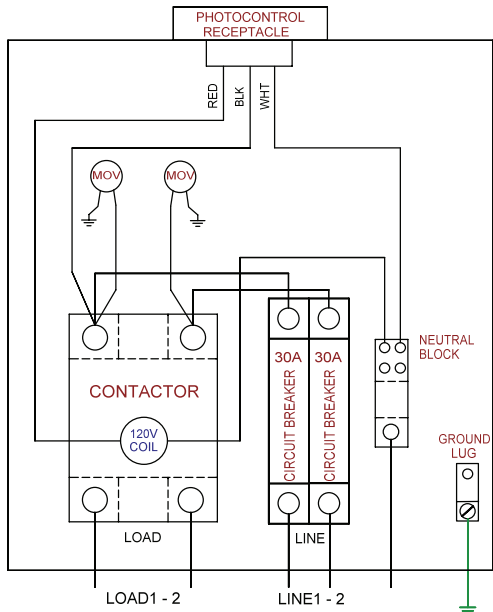 PHOTOCONTROL
RECEPTACLE
RED
BLK
WHT
MOV
MOV
30A
30A
CIRCUIT BREAKER
CIRCUIT BREAKER
NEUTRAL
BLOCK
CONTACTOR
120V
COIL
GROUND
LUG
LOAD
LINE
LOAD1 - 2
LINE1 - 2